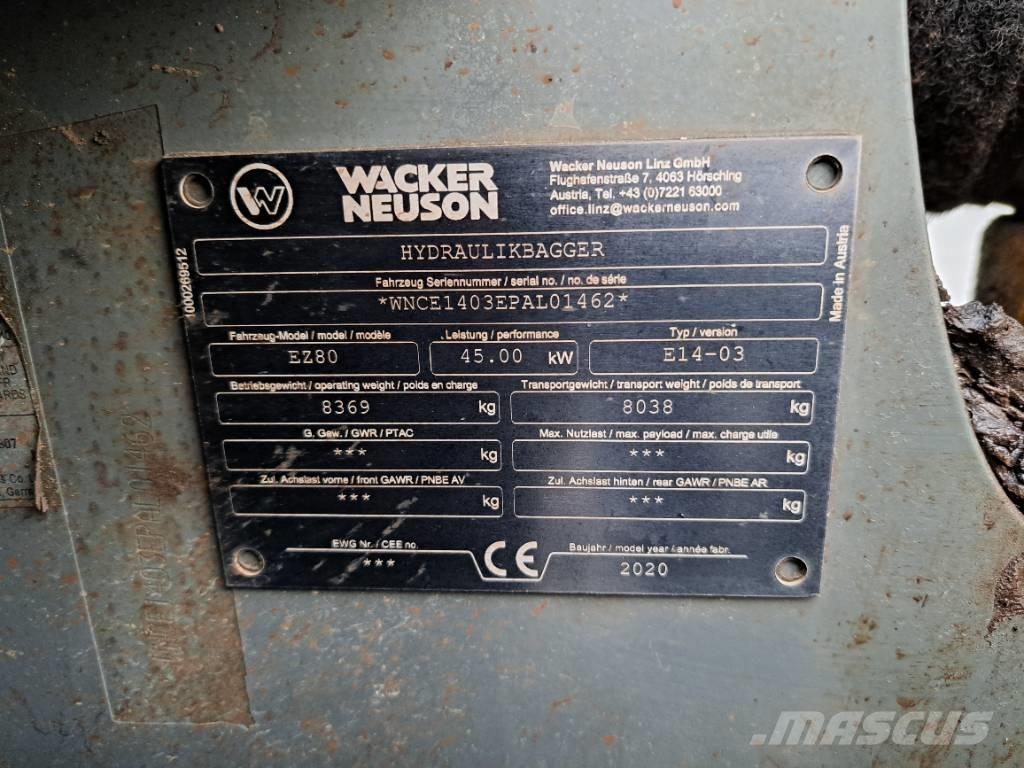 WACKER
NEUSON
Wacker Neuson Linz GmbH
Flughafenstraße 7, 4063 Hörsching
Austria, Tel. +43 (0)7221 63000
office.linz@wackerneuson.com
HYDRAULIKBAGGER
Fahrzeug Seriennummer / serial no. / no. de série
*WNCE1403EPAL01462*
Fahrzeug-Model / model / modèle
Leistung / performance
Typ / version
EZ80
45.00 kW
E14-03
Betriebsgewicht / operating weight / poids en charge
Transportgewicht / transport weight / poids de transport
8369 kg
8038 kg
G. Gew. / GWR / PTAC
Max. Nutzlast / max. payload / max. charge utile
*** kg
*** kg
Zul. Achslast vorne / front GAWR / PNBE AV
Zul. Achslast hinten / rear GAWR / PNBE AR
*** kg
*** kg
EWG Nr. / CEE no.
***
CE
Baujahr / model year / année fabr.
2020
1000269512
Made in Austria
MASCUS